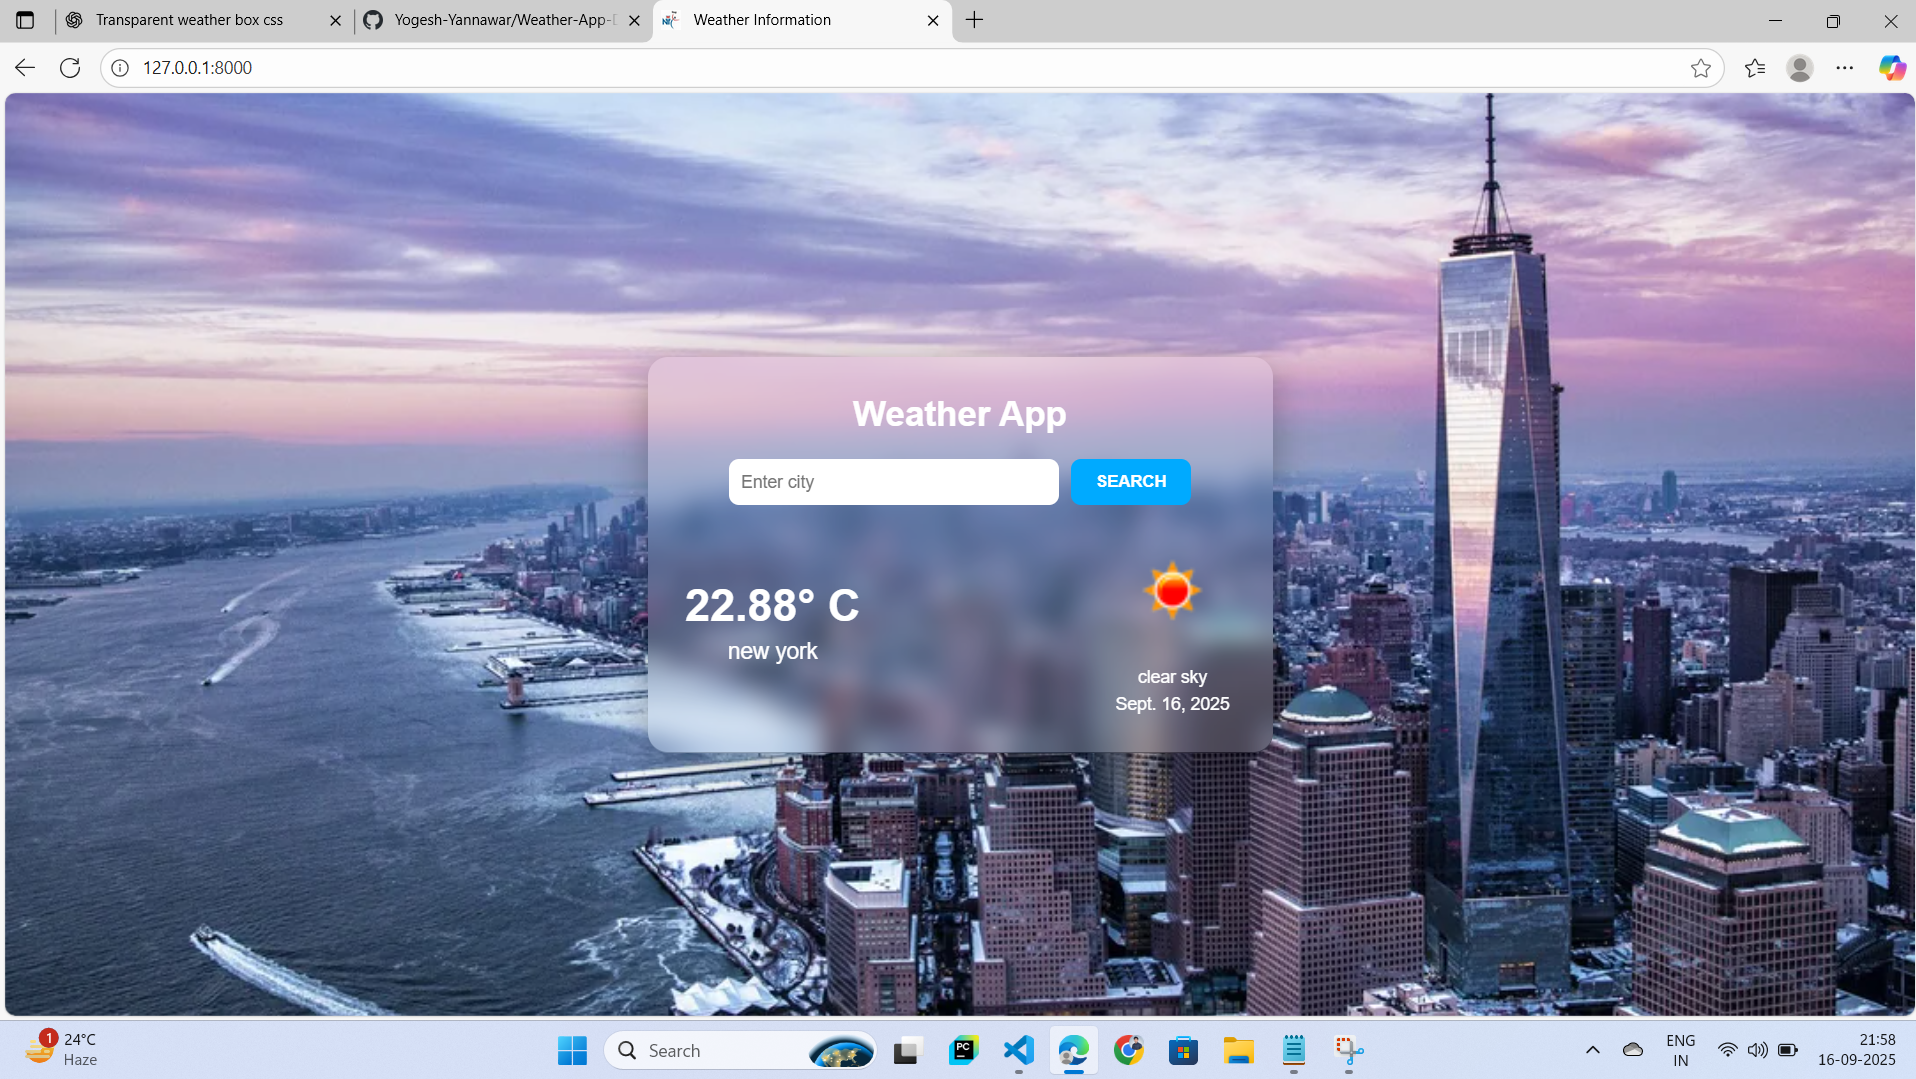 Transparent weather box css
Yogesh-Yannawar/Weather-App-D
Weather Information
127.0.0.1:8000
Weather App
Enter city
SEARCH
22.88° C
new york
clear sky
Sept. 16, 2025
1
24°C
Haze
Search
PC
ENG
IN
21:58
16-09-2025